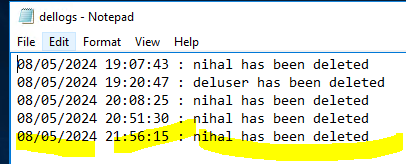 dellogs - Notepad
File Edit Format View Help
08/05/2024 19:07:43 : nihal has been deleted
08/05/2024 19:20:47 : deluser has been deleted
08/05/2024 20:08:25 : nihal has been deleted
08/05/2024 20:51:30 : nihal has been deleted
08/05/2024 21:56:15 : nihal has been deleted